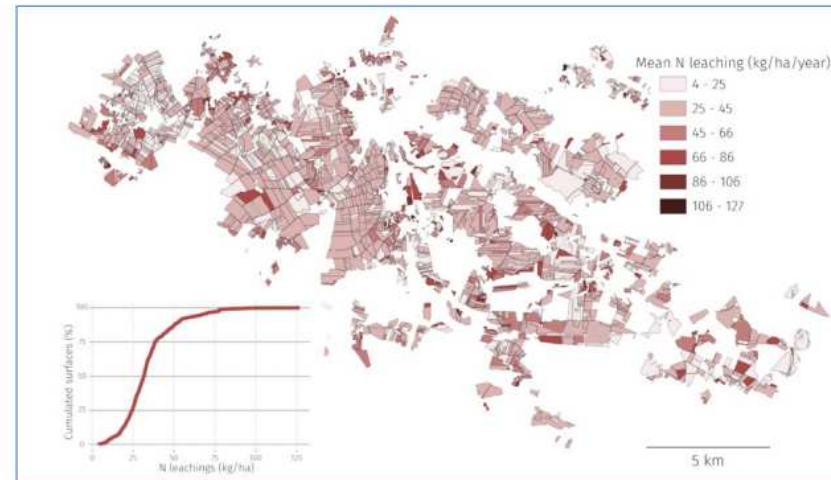 Mean N leaching (kg/ha/year)
4 - 25
25 - 45
45 - 66
66 - 86
86 - 106
106 - 127
Cumulated surfaces (%)
100
75
50
25
0
0 25 50 75 100 125
N leachings (kg/ha)
5 km